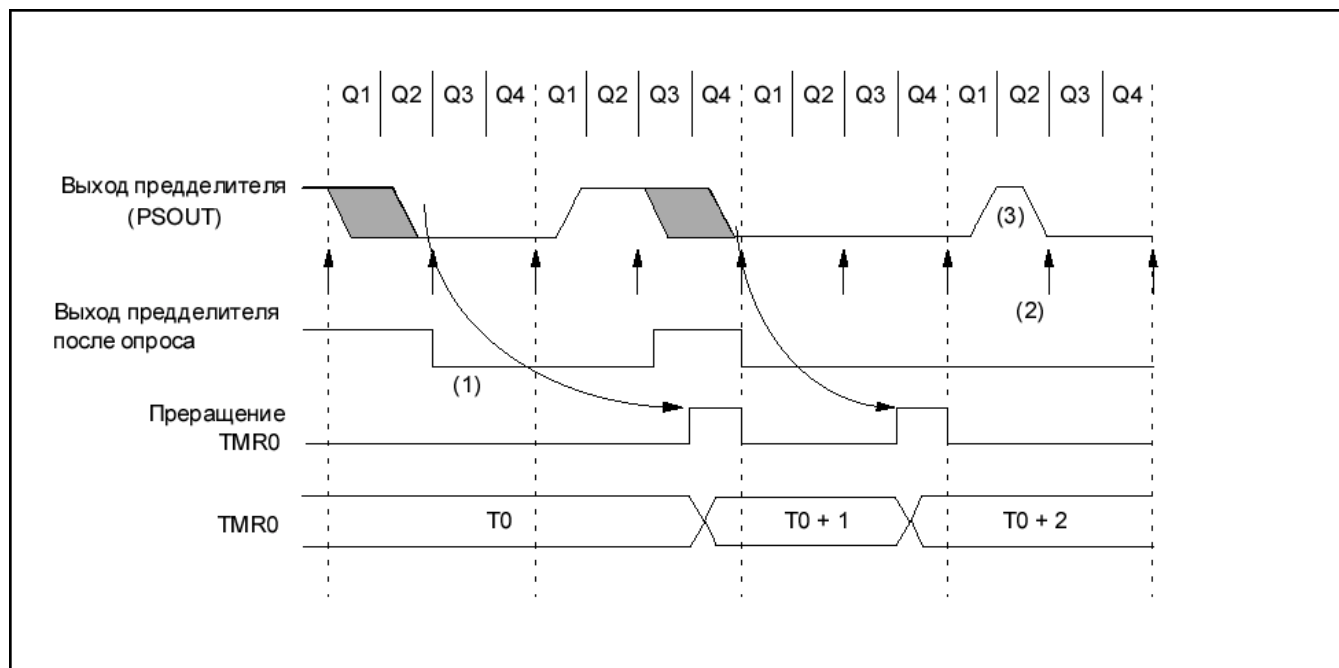 Q1 Q2 Q3 Q4 Q1 Q2 Q3 Q4 Q1 Q2 Q3 Q4 Q1 Q2 Q3 Q4
Выход предделителя
(PSOUT)
(3)
Выход предделителя
после опроса
(2)
(1)
Преращение
TMR0
TMR0
T0
T0 + 1
T0 + 2